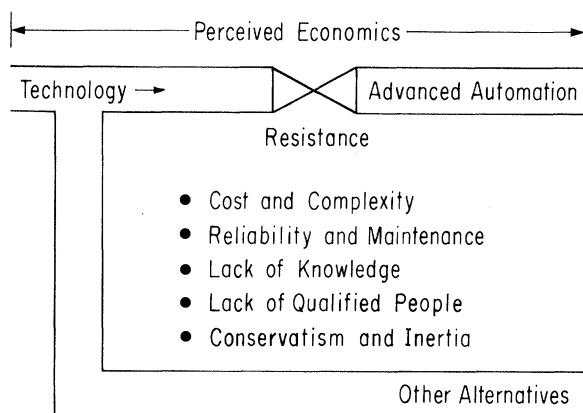 Perceived Economics
Technology → Advanced Automation
Resistance
● Cost and Complexity
● Reliability and Maintenance
● Lack of Knowledge
● Lack of Qualified People
● Conservatism and Inertia
Other Alternatives